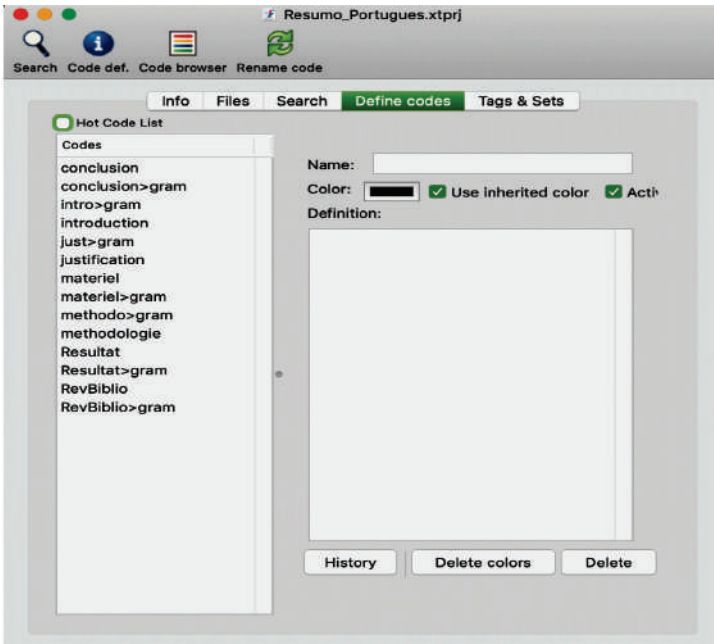 Resumo_Portugues.xtprj
Search Code def. Code browser Rename code
Info Files Search Define codes Tags & Sets
Hot Code List
Codes
conclusion
conclusion>gram
intro>gram
introduction
just>gram
justification
materiel
materiel>gram
methodo>gram
methodologie
Resultat
Resultat>gram
RevBiblio
RevBiblio>gram
Name:
Color: Use inherited color
Definition:
History Delete colors Delete